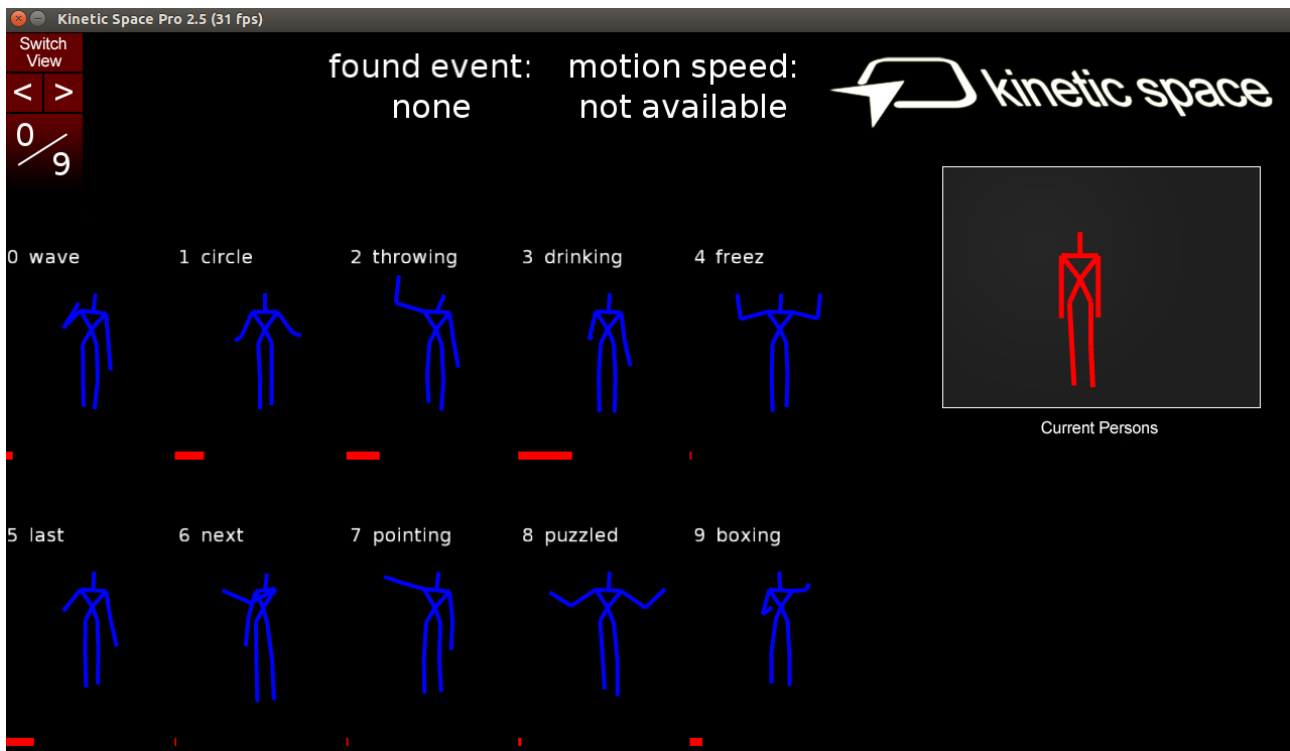 Kinetic Space Pro 2.5 (31 fps)
Switch
View
< >
0/9
found event:
none
motion speed:
not available
kinetic space
0 wave
1 circle
2 throwing
3 drinking
4 freez
Current Persons
5 last
6 next
7 pointing
8 puzzled
9 boxing